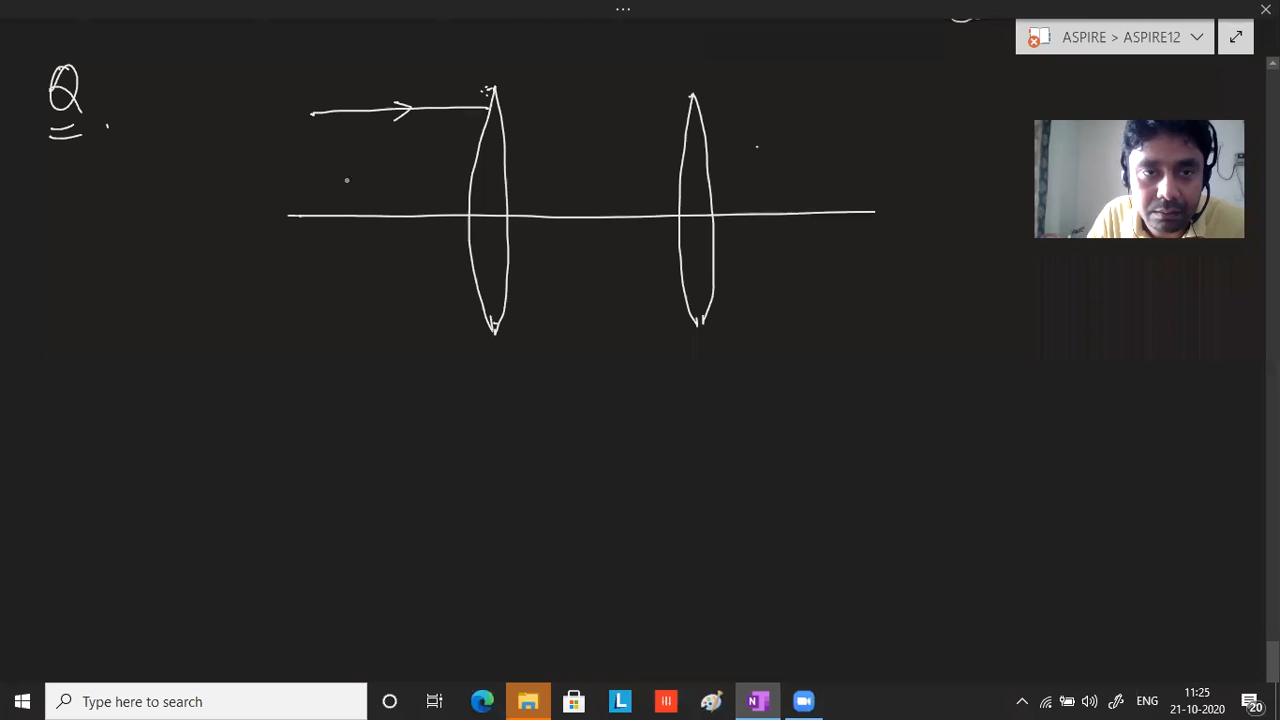 ...
ASPIRE > ASPIRE12
Q
Type here to search
L
N
ENG
11:25
21-10-2020
20